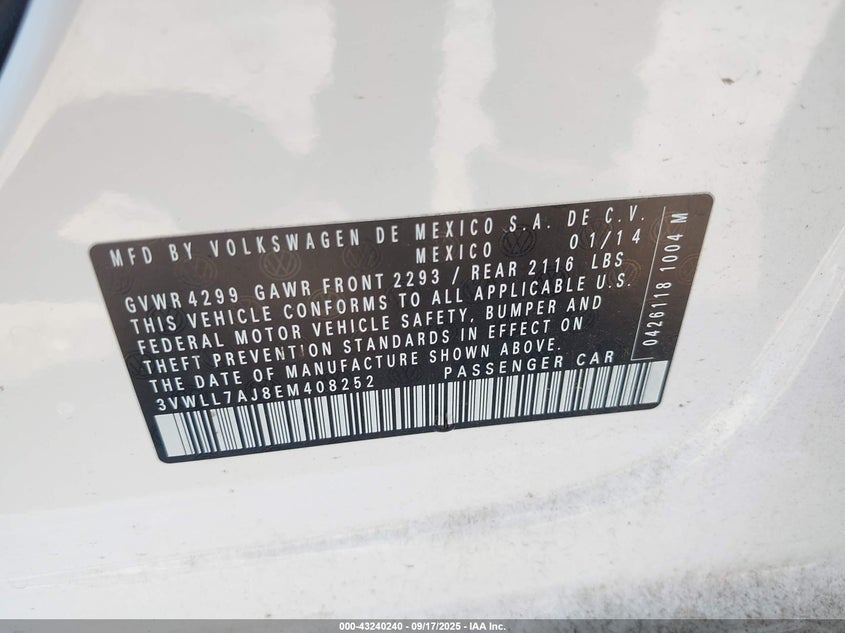 MFD BY VOLKSWAGEN DE MEXICO S.A. DE C.V.
MEXICO 01/14
GVWR 4299 GAWR FRONT 2293 / REAR 2116 LBS
THIS VEHICLE CONFORMS TO ALL APPLICABLE U.S.
FEDERAL MOTOR VEHICLE SAFETY, BUMPER AND
THEFT PREVENTION STANDARDS IN EFFECT ON
THE DATE OF MANUFACTURE SHOWN ABOVE.
3VWLL7AJ8EM408252 PASSENGER CAR
0426118 1004 M
000-43240240 - 09/17/2025 - IAA Inc.